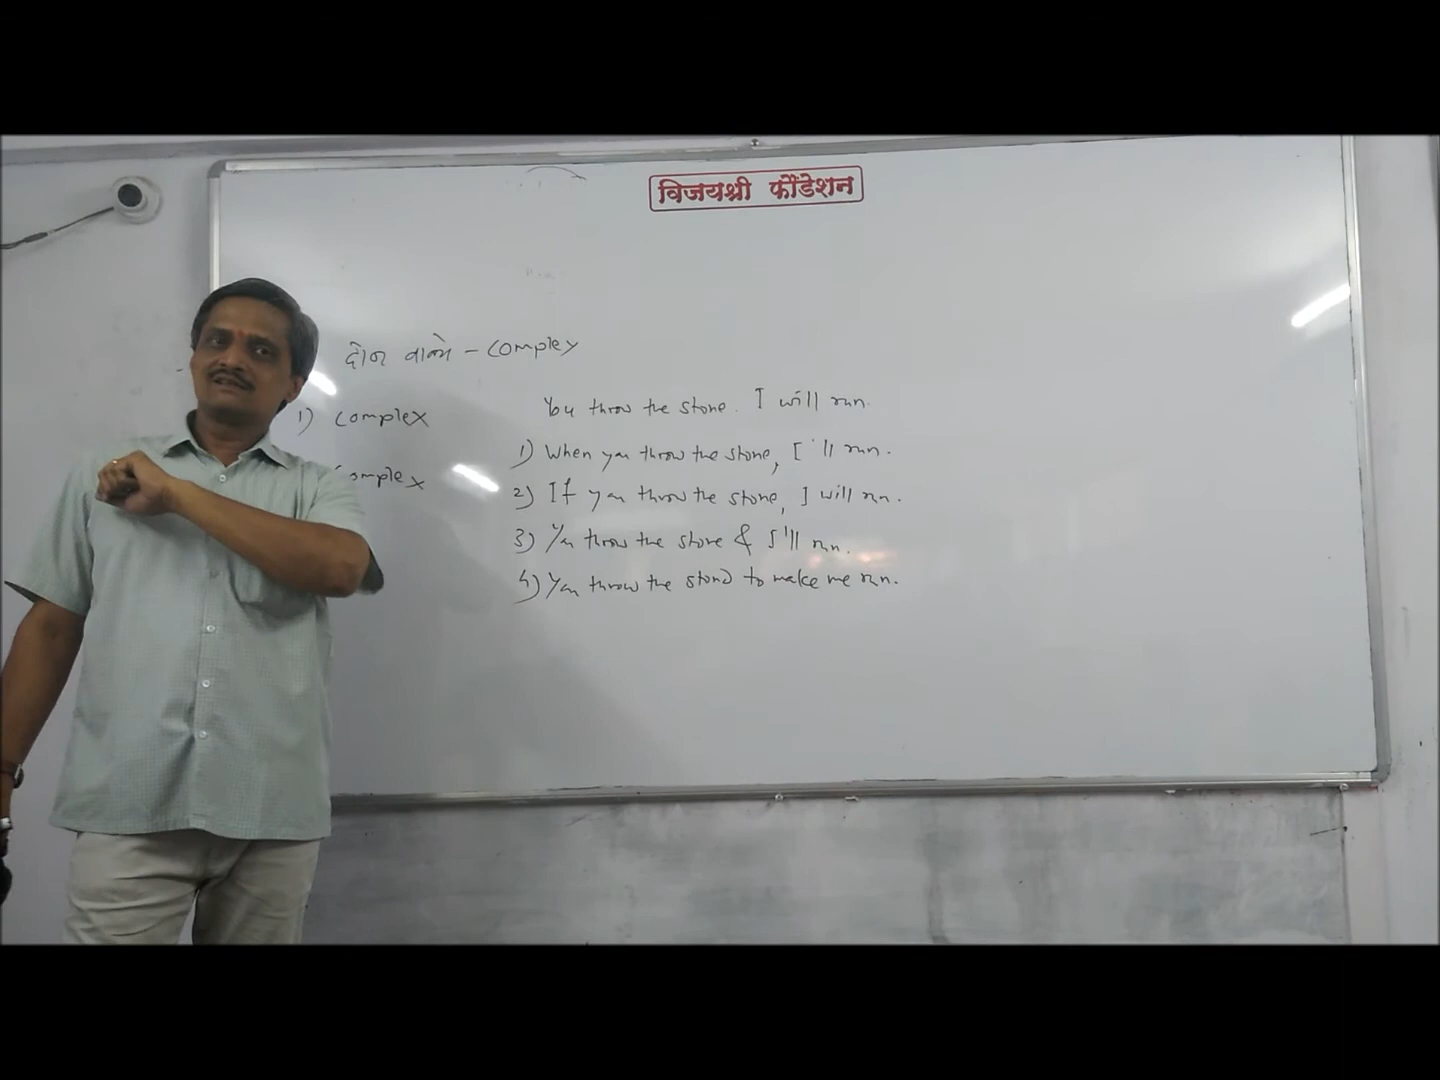 विजयश्री फौंडेशन
दोन वाक्य - complex
1) complex
complex
You throw the stone. I will run.
1) When you throw the stone, I'll run.
2) If you throw the stone, I will run.
3) You throw the stone & I'll run.
4) You throw the stone to make me run.